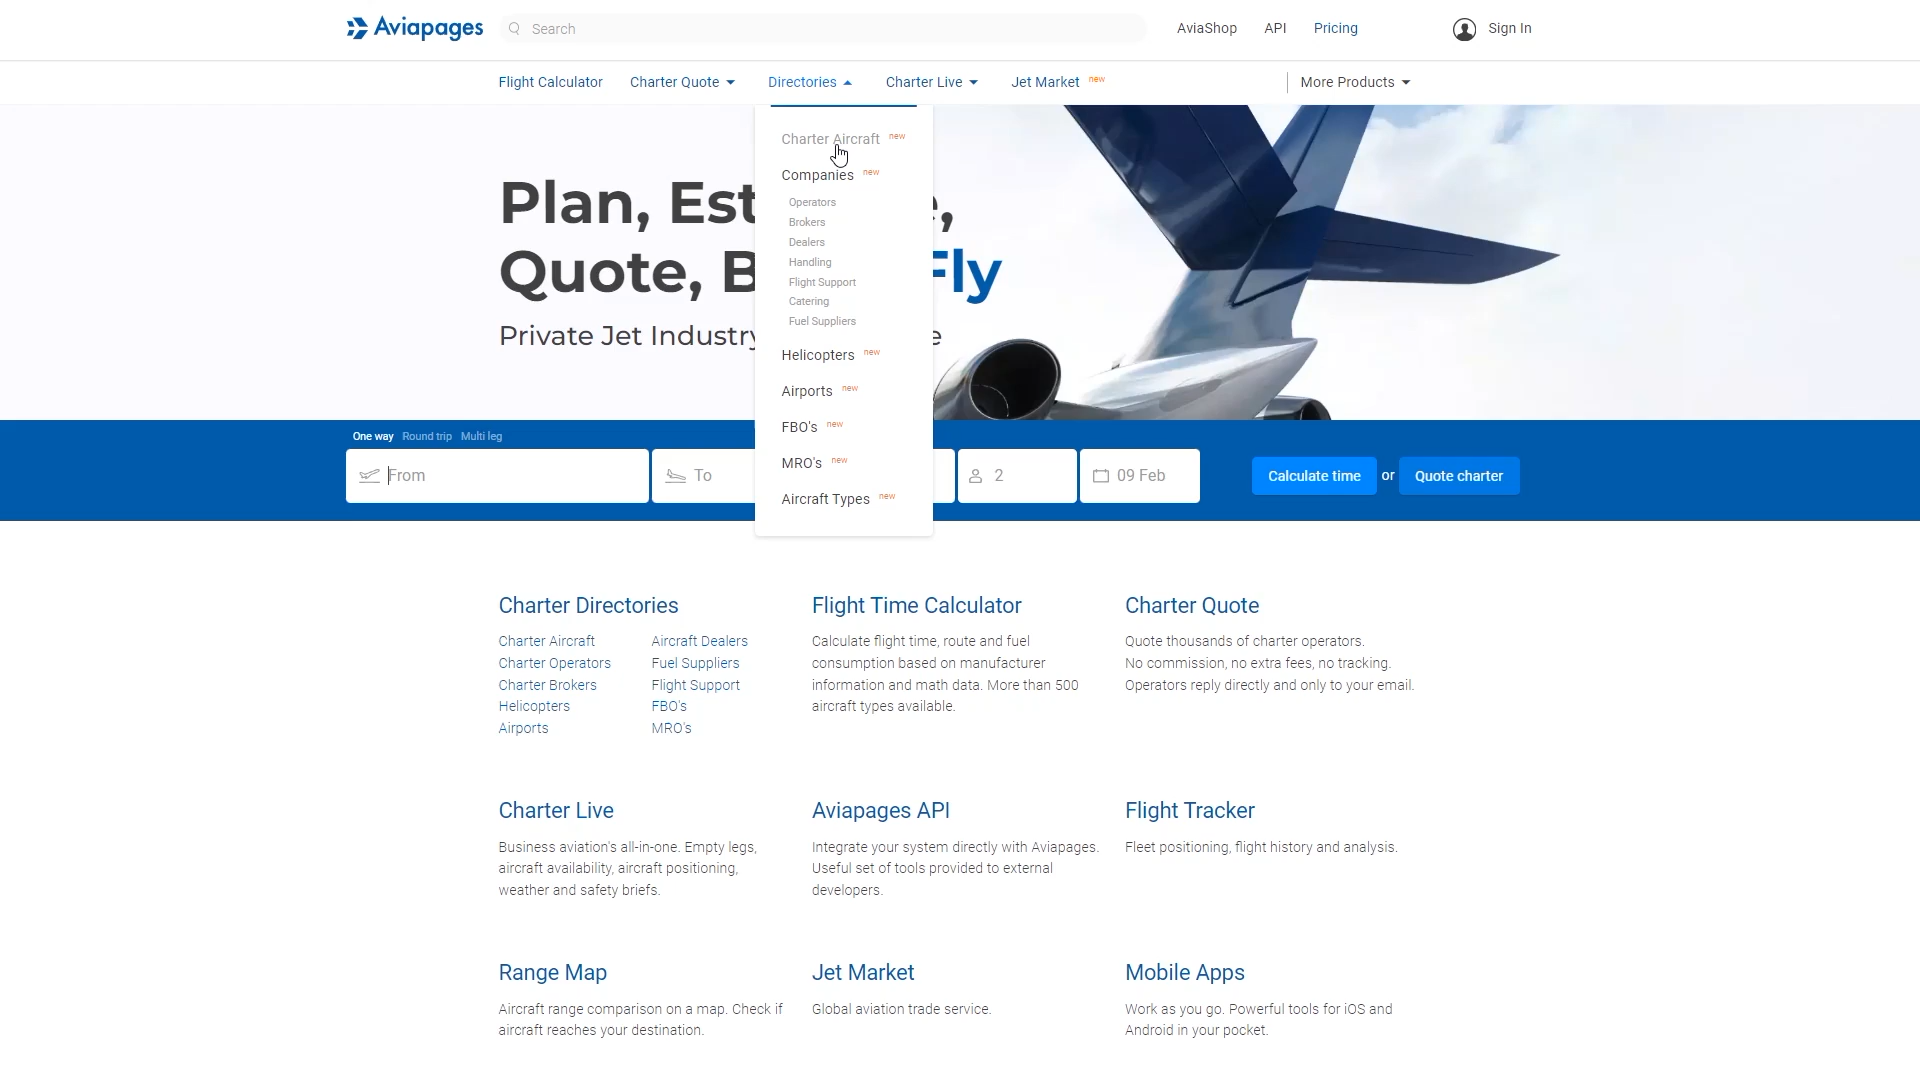 Aviapages
Search
AviaShop
API
Pricing
Sign In
Flight Calculator
Charter Quote
Directories
Charter Live
Jet Market new
More Products
Charter Aircraft new
Companies new
Operators
Brokers
Dealers
Handling
Flight Support
Catering
Fuel Suppliers
Helicopters new
Airports new
FBO's new
MRO's new
Aircraft Types new
Plan,
Quote,
Fly
Private Jet Industry
One way Round trip Multi leg
From
To
2
09 Feb
Calculate time or Quote charter
Charter Directories
Charter Aircraft
Charter Operators
Charter Brokers
Helicopters
Airports
Aircraft Dealers
Fuel Suppliers
Flight Support
FBO's
MRO's
Flight Time Calculator
Calculate flight time, route and fuel
consumption based on manufacturer
information and math data. More than 500
aircraft types available.
Charter Quote
Quote thousands of charter operators.
No commission, no extra fees, no tracking.
Operators reply directly and only to your email.
Charter Live
Business aviation's all-in-one. Empty legs,
aircraft availability, aircraft positioning,
weather and safety briefs.
Aviapages API
Integrate your system directly with Aviapages.
Useful set of tools provided to external
developers.
Flight Tracker
Fleet positioning, flight history and analysis.
Range Map
Aircraft range comparison on a map. Check if
aircraft reaches your destination.
Jet Market
Global aviation trade service.
Mobile Apps
Work as you go. Powerful tools for iOS and
Android in your pocket.